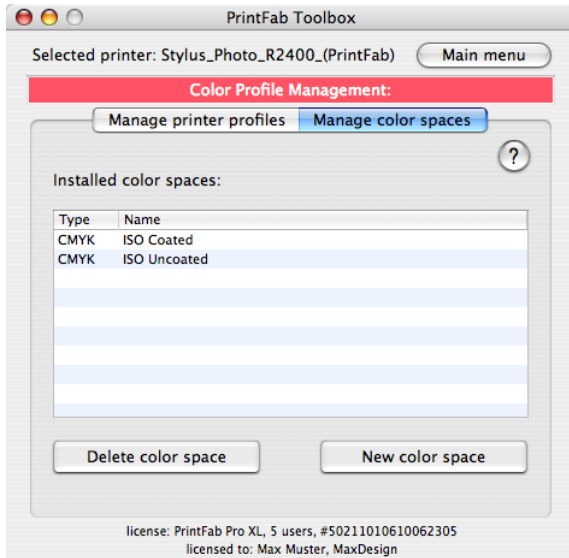 PrintFab Toolbox
Selected printer: Stylus_Photo_R2400_(PrintFab) Main menu
Color Profile Management:
Manage printer profiles Manage color spaces
?
Installed color spaces:
Type Name
CMYK ISO Coated
CMYK ISO Uncoated
Delete color space New color space
license: PrintFab Pro XL, 5 users, #50211010610062305
licensed to: Max Muster, MaxDesign